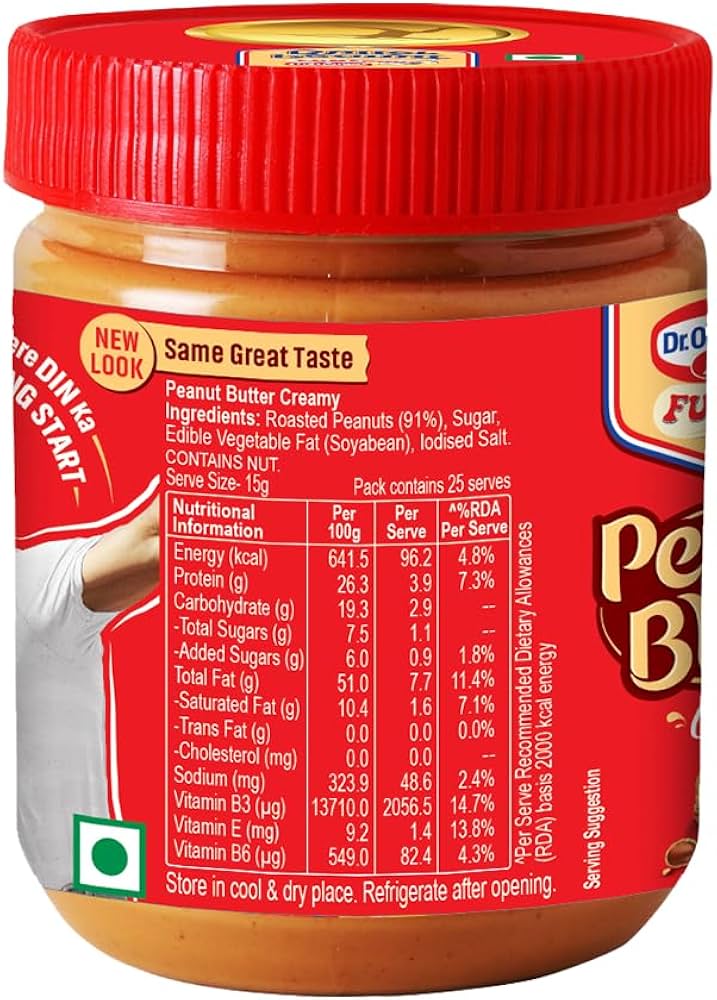 ere DIN Ka
NG START
NEW
LOOK
Same Great Taste
Peanut Butter Creamy
Ingredients: Roasted Peanuts (91%), Sugar,
Edible Vegetable Fat (Soyabean), Iodised Salt.
CONTAINS NUT.
Serve Size- 15g Pack contains 25 serves
Nutritional Information Per 100g Per Serve ^%RDA Per Serve
Energy (kcal) 641.5 96.2 4.8%
Protein (g) 26.3 3.9 7.3%
Carbohydrate (g) 19.3 2.9 --
-Total Sugars (g) 7.5 1.1 --
-Added Sugars (g) 6.0 0.9 1.8%
Total Fat (g) 51.0 7.7 11.4%
-Saturated Fat (g) 10.4 1.6 7.1%
-Trans Fat (g) 0.0 0.0 0.0%
-Cholesterol (mg) 0.0 0.0 --
Sodium (mg) 323.9 48.6 2.4%
Vitamin B3 (µg) 13710.0 2056.5 14.7%
Vitamin E (mg) 9.2 1.4 13.8%
Vitamin B6 (µg) 549.0 82.4 4.3%
^Per Serve Recommended Dietary Allowances
(RDA) basis 2000 kcal energy
Store in cool & dry place. Refrigerate after opening.
Serving Suggestion
Dr.O
FU
Pe
B